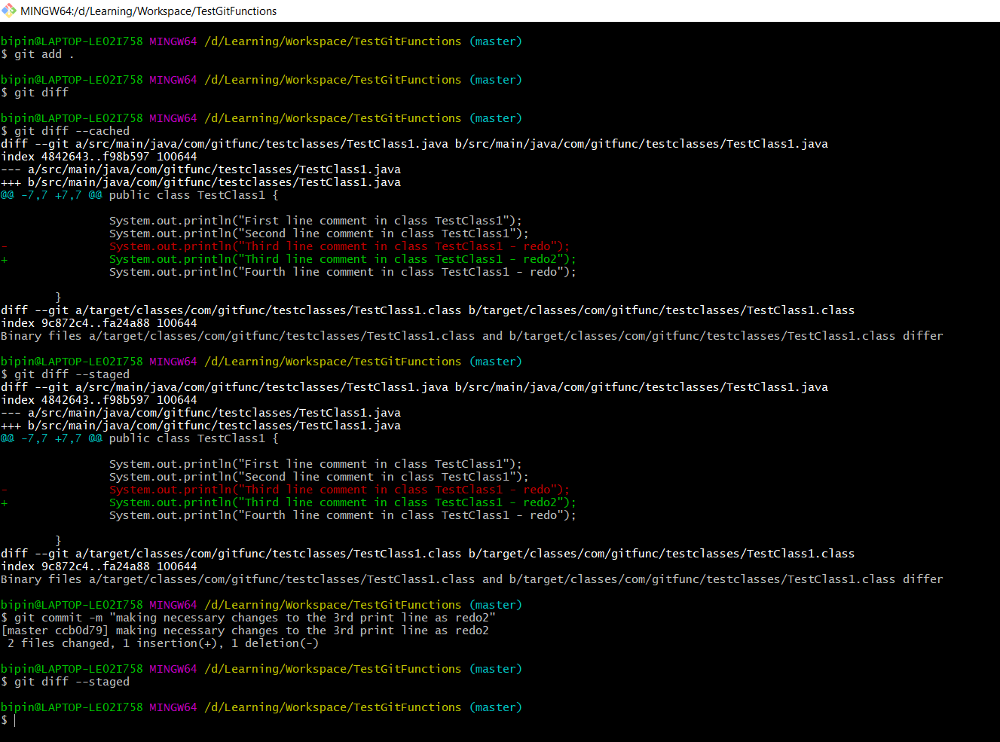 MINGW64:/d/Learning/Workspace/TestGitFunctions
bipin@LAPTOP-LE02I758 MINGW64 /d/Learning/Workspace/TestGitFunctions (master)
$ git add .
bipin@LAPTOP-LE02I758 MINGW64 /d/Learning/Workspace/TestGitFunctions (master)
$ git diff
bipin@LAPTOP-LE02I758 MINGW64 /d/Learning/Workspace/TestGitFunctions (master)
$ git diff --cached
diff --git a/src/main/java/com/gitfunc/testclasses/TestClass1.java b/src/main/java/com/gitfunc/testclasses/TestClass1.java
index 4842643..f98b597 100644
--- a/src/main/java/com/gitfunc/testclasses/TestClass1.java
+++ b/src/main/java/com/gitfunc/testclasses/TestClass1.java
@@ -7,7 +7,7 @@ public class TestClass1 {
System.out.println("First line comment in class TestClass1");
System.out.println("Second line comment in class TestClass1");
- System.out.println("Third line comment in class TestClass1 - redo");
+ System.out.println("Third line comment in class TestClass1 - redo2");
System.out.println("Fourth line comment in class TestClass1 - redo");
}
diff --git a/target/classes/com/gitfunc/testclasses/TestClass1.class b/target/classes/com/gitfunc/testclasses/TestClass1.class
index 9c872c4..fa24a88 100644
Binary files a/target/classes/com/gitfunc/testclasses/TestClass1.class and b/target/classes/com/gitfunc/testclasses/TestClass1.class differ
bipin@LAPTOP-LE02I758 MINGW64 /d/Learning/Workspace/TestGitFunctions (master)
$ git diff --staged
diff --git a/src/main/java/com/gitfunc/testclasses/TestClass1.java b/src/main/java/com/gitfunc/testclasses/TestClass1.java
index 4842643..f98b597 100644
--- a/src/main/java/com/gitfunc/testclasses/TestClass1.java
+++ b/src/main/java/com/gitfunc/testclasses/TestClass1.java
@@ -7,7 +7,7 @@ public class TestClass1 {
System.out.println("First line comment in class TestClass1");
System.out.println("Second line comment in class TestClass1");
- System.out.println("Third line comment in class TestClass1 - redo");
+ System.out.println("Third line comment in class TestClass1 - redo2");
System.out.println("Fourth line comment in class TestClass1 - redo");
}
diff --git a/target/classes/com/gitfunc/testclasses/TestClass1.class b/target/classes/com/gitfunc/testclasses/TestClass1.class
index 9c872c4..fa24a88 100644
Binary files a/target/classes/com/gitfunc/testclasses/TestClass1.class and b/target/classes/com/gitfunc/testclasses/TestClass1.class differ
bipin@LAPTOP-LE02I758 MINGW64 /d/Learning/Workspace/TestGitFunctions (master)
$ git commit -m "making necessary changes to the 3rd print line as redo2"
[master ccb0d79] making necessary changes to the 3rd print line as redo2
2 files changed, 1 insertion(+), 1 deletion(-)
bipin@LAPTOP-LE02I758 MINGW64 /d/Learning/Workspace/TestGitFunctions (master)
$ git diff --staged
bipin@LAPTOP-LE02I758 MINGW64 /d/Learning/Workspace/TestGitFunctions (master)
$